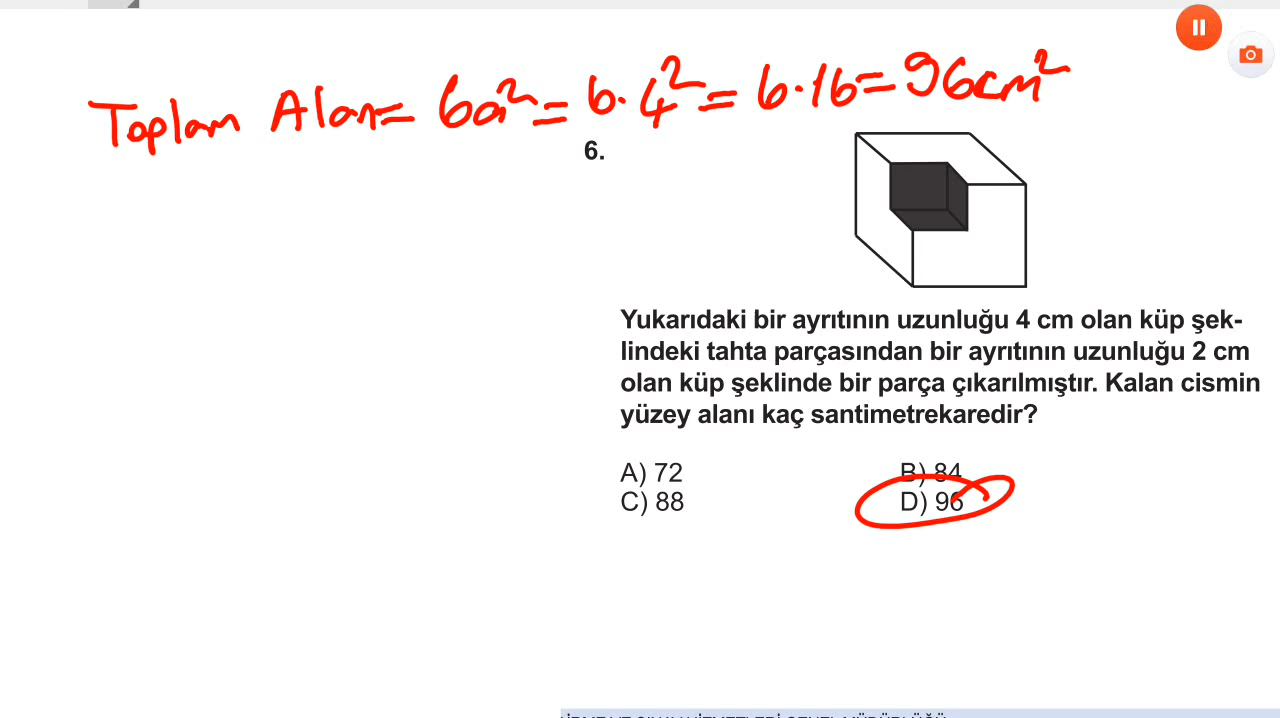 Toplam Alan = 6a² = 6·4² = 6·16 = 96cm²
6.
Yukarıdaki bir ayrıtının uzunluğu 4 cm olan küp şek-
lindeki tahta parçasından bir ayrıtının uzunluğu 2 cm
olan küp şeklinde bir parça çıkarılmıştır. Kalan cismin
yüzey alanı kaç santimetrekaredir?
A) 72 B) 84
C) 88 D) 96